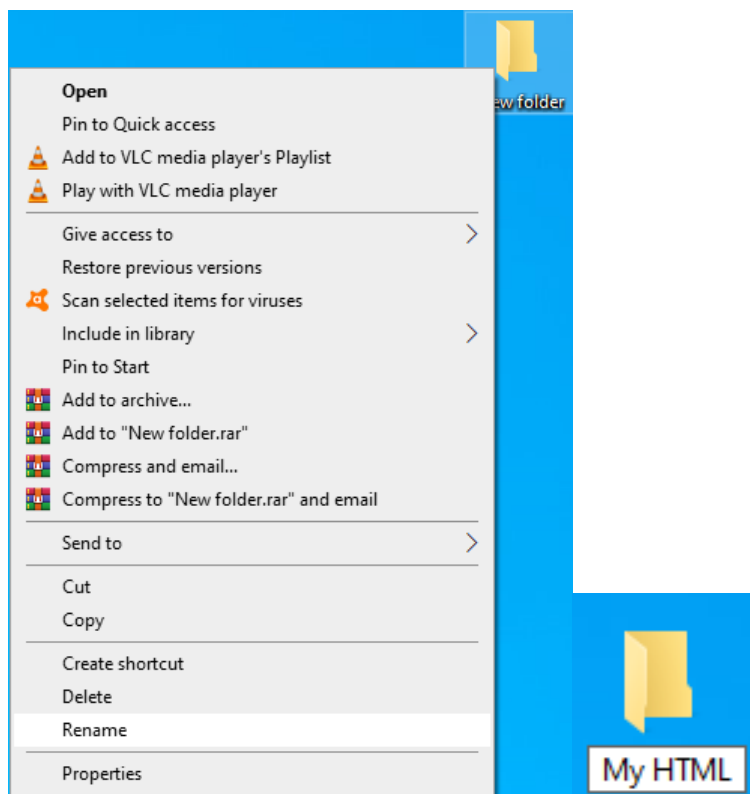 ew folder
Open
Pin to Quick access
Add to VLC media player's Playlist
Play with VLC media player
Give access to
Restore previous versions
Scan selected items for viruses
Include in library
Pin to Start
Add to archive...
Add to "New folder.rar"
Compress and email...
Compress to "New folder.rar" and email
Send to
Cut
Copy
Create shortcut
Delete
Rename
Properties
My HTML